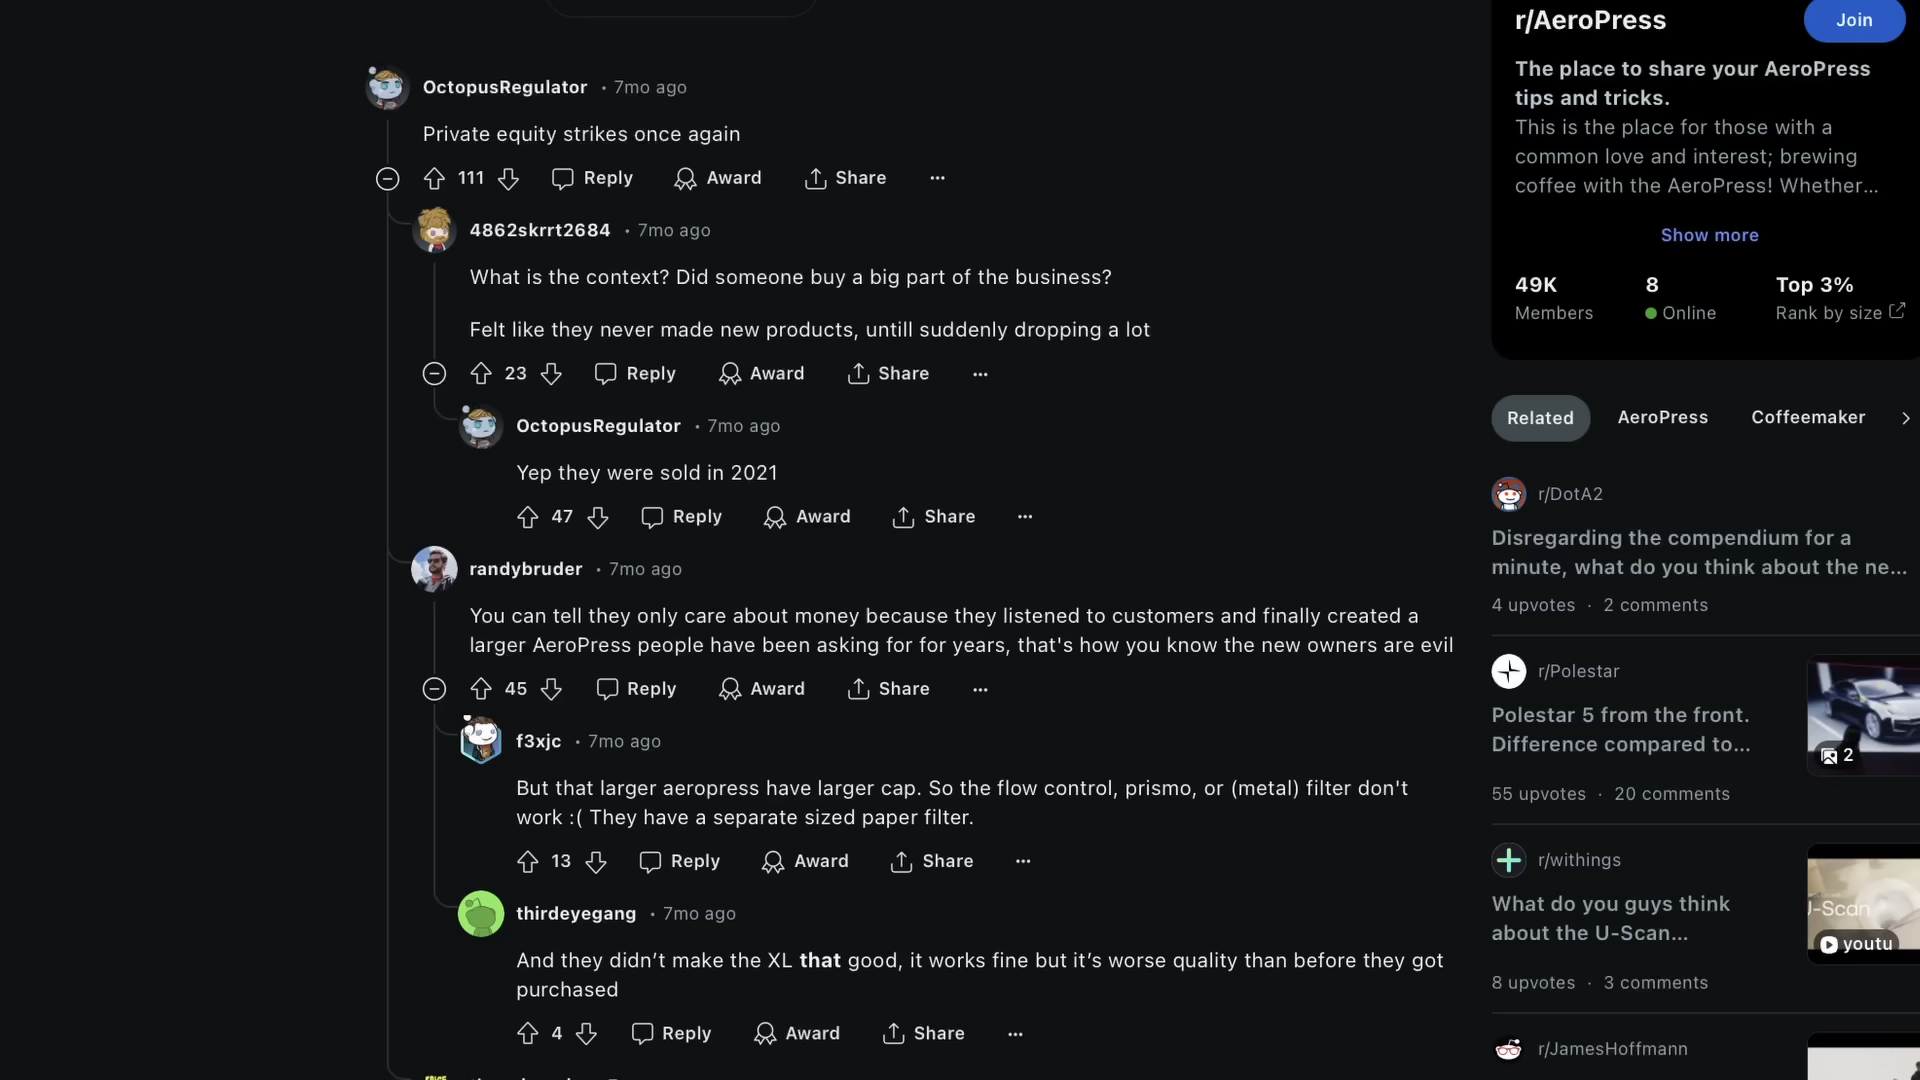 OctopusRegulator • 7mo ago
Private equity strikes once again
111 Reply Award Share ···
4862skrrt2684 • 7mo ago
What is the context? Did someone buy a big part of the business?
Felt like they never made new products, untill suddenly dropping a lot
23 Reply Award Share ···
OctopusRegulator • 7mo ago
Yep they were sold in 2021
47 Reply Award Share ···
randybruder • 7mo ago
You can tell they only care about money because they listened to customers and finally created a
larger AeroPress people have been asking for for years, that's how you know the new owners are evil
45 Reply Award Share ···
f3xjc • 7mo ago
But that larger aeropress have larger cap. So the flow control, prismo, or (metal) filter don't
work :( They have a separate sized paper filter.
13 Reply Award Share ···
thirdeyegang • 7mo ago
And they didn’t make the XL that good, it works fine but it’s worse quality than before they got
purchased
4 Reply Award Share ···
r/AeroPress
Join
The place to share your AeroPress
tips and tricks.
This is the place for those with a
common love and interest; brewing
coffee with the AeroPress! Whether...
Show more
49K 8 Top 3%
Members Online Rank by size
Related AeroPress Coffeemaker
r/DotA2
Disregarding the compendium for a
minute, what do you think about the ne...
4 upvotes · 2 comments
r/Polestar
Polestar 5 from the front.
Difference compared to...
2
55 upvotes · 20 comments
r/withings
What do you guys think
about the U-Scan...
U-Scan
youtu
8 upvotes · 3 comments
r/JamesHoffmann